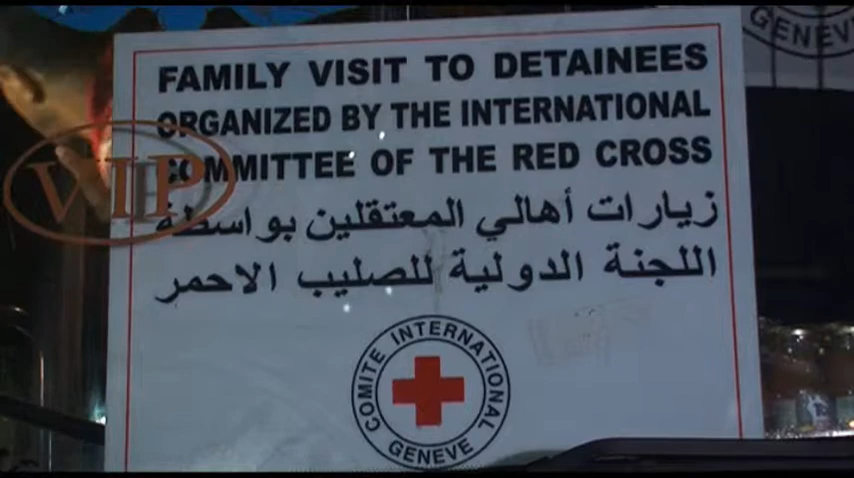 FAMILY VISIT TO DETAINEES
ORGANIZED BY THE INTERNATIONAL
COMMITTEE OF THE RED CROSS
VIP
زيارات أهالي المعتقلين بواسطة
اللجنة الدولية للصليب الاحمر
COMITE INTERNATIONAL
GENEVE
GENEVE